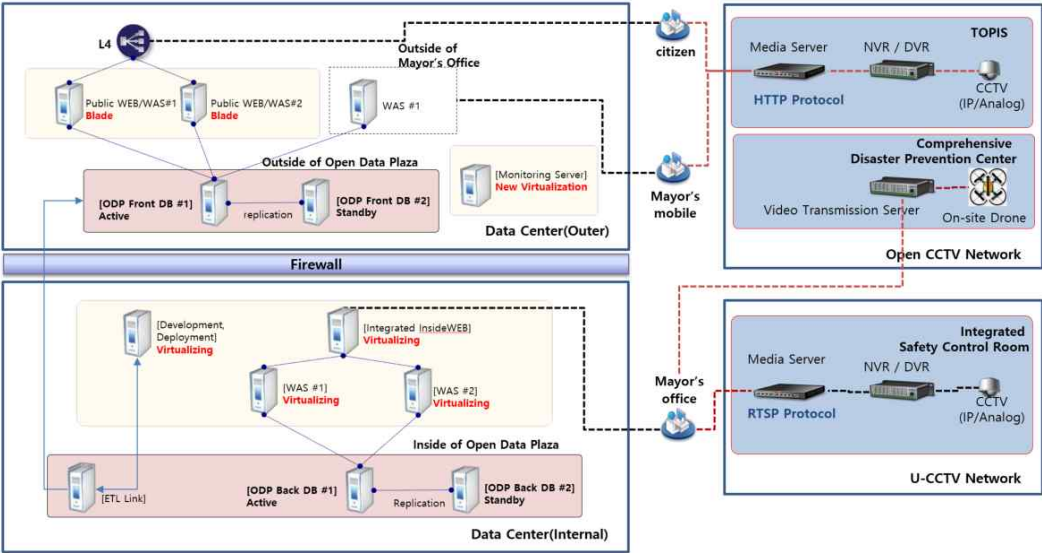 L4
Outside of
Mayor's Office
Public WEB/WAS#1
Blade
Public WEB/WAS#2
Blade
WAS #1
Outside of Open Data Plaza
[ODP Front DB #1]
Active
replication
[ODP Front DB #2]
Standby
[Monitoring Server]
New Virtualization
Data Center(Outer)
Firewall
[Development,
Deployment]
Virtualizing
[Integrated InsideWEB]
Virtualizing
[WAS #1]
Virtualizing
[WAS #2]
Virtualizing
Inside of Open Data Plaza
[ETL Link]
[ODP Back DB #1]
Active
Replication
[ODP Back DB #2]
Standby
Data Center(Internal)
citizen
Mayor's
mobile
Mayor's
office
TOPIS
Media Server
NVR / DVR
HTTP Protocol
CCTV
(IP/Analog)
Comprehensive
Disaster Prevention Center
Video Transmission Server
On-site Drone
Open CCTV Network
Integrated
Safety Control Room
Media Server
NVR / DVR
RTSP Protocol
CCTV
(IP/Analog)
U-CCTV Network